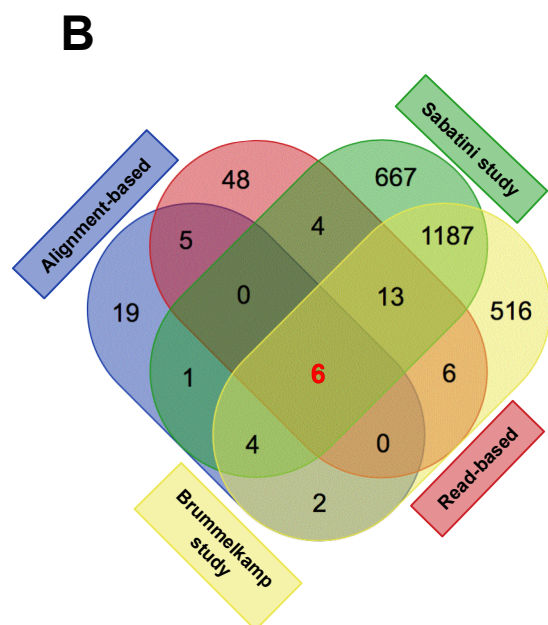 B
Sabatini study
Alignment-based
48
667
5
4
1187
0
13
19
516
1
6
6
4
0
2
Read-based
Brummelkamp
study